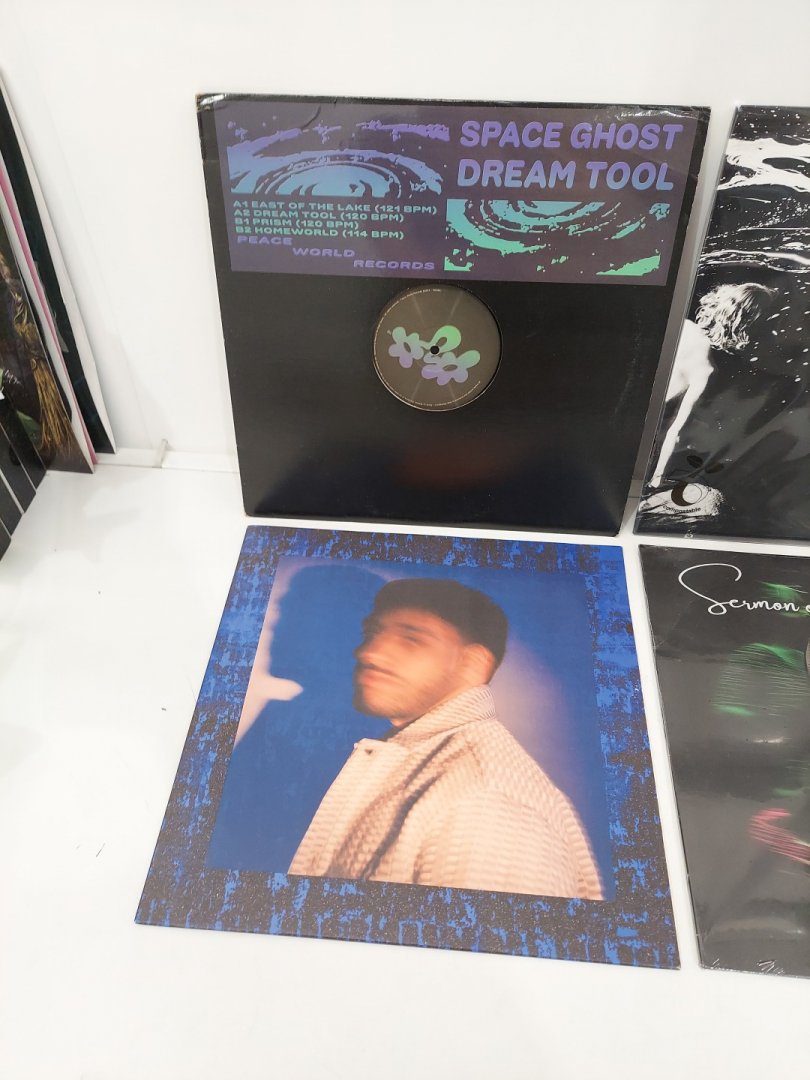 SPACE GHOST
DREAM TOOL
A1 EAST OF THE LAKE (121 BPM)
A2 DREAM TOOL (120 BPM)
B1 PRISM (120 BPM)
B2 HOMEWORLD (114 BPM)
PEACE
WORLD
RECORDS
compostable
Sermon